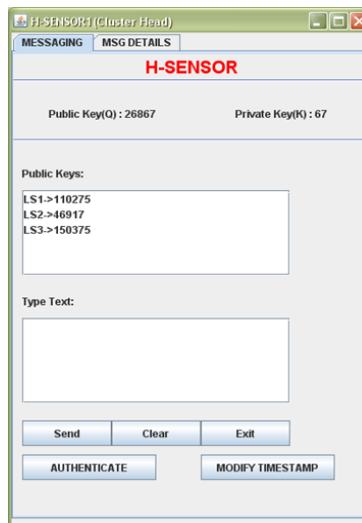 H-SENSOR1(Cluster Head)
MESSAGING MSG DETAILS
H-SENSOR
Public Key(Q) : 26867 Private Key(K) : 67
Public Keys:
LS1->110275
LS2->46917
LS3->150375
Type Text:
Send Clear Exit
AUTHENTICATE MODIFY TIMESTAMP